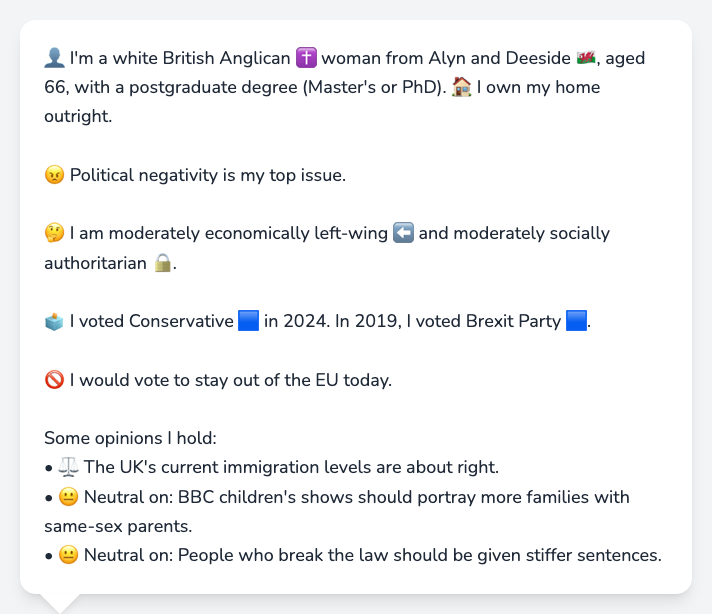 👤 I'm a white British Anglican ✝️ woman from Alyn and Deeside 🏴󠁧󠁢󠁷󠁬󠁳󠁿, aged
66, with a postgraduate degree (Master's or PhD). 🏠 I own my home
outright.
😠 Political negativity is my top issue.
🤔 I am moderately economically left-wing ⬅️ and moderately socially
authoritarian 🔒.
🗳️ I voted Conservative 🟦 in 2024. In 2019, I voted Brexit Party 🟦.
🚫 I would vote to stay out of the EU today.
Some opinions I hold:
• ⚖️ The UK's current immigration levels are about right.
• 😐 Neutral on: BBC children's shows should portray more families with
same-sex parents.
• 😐 Neutral on: People who break the law should be given stiffer sentences.